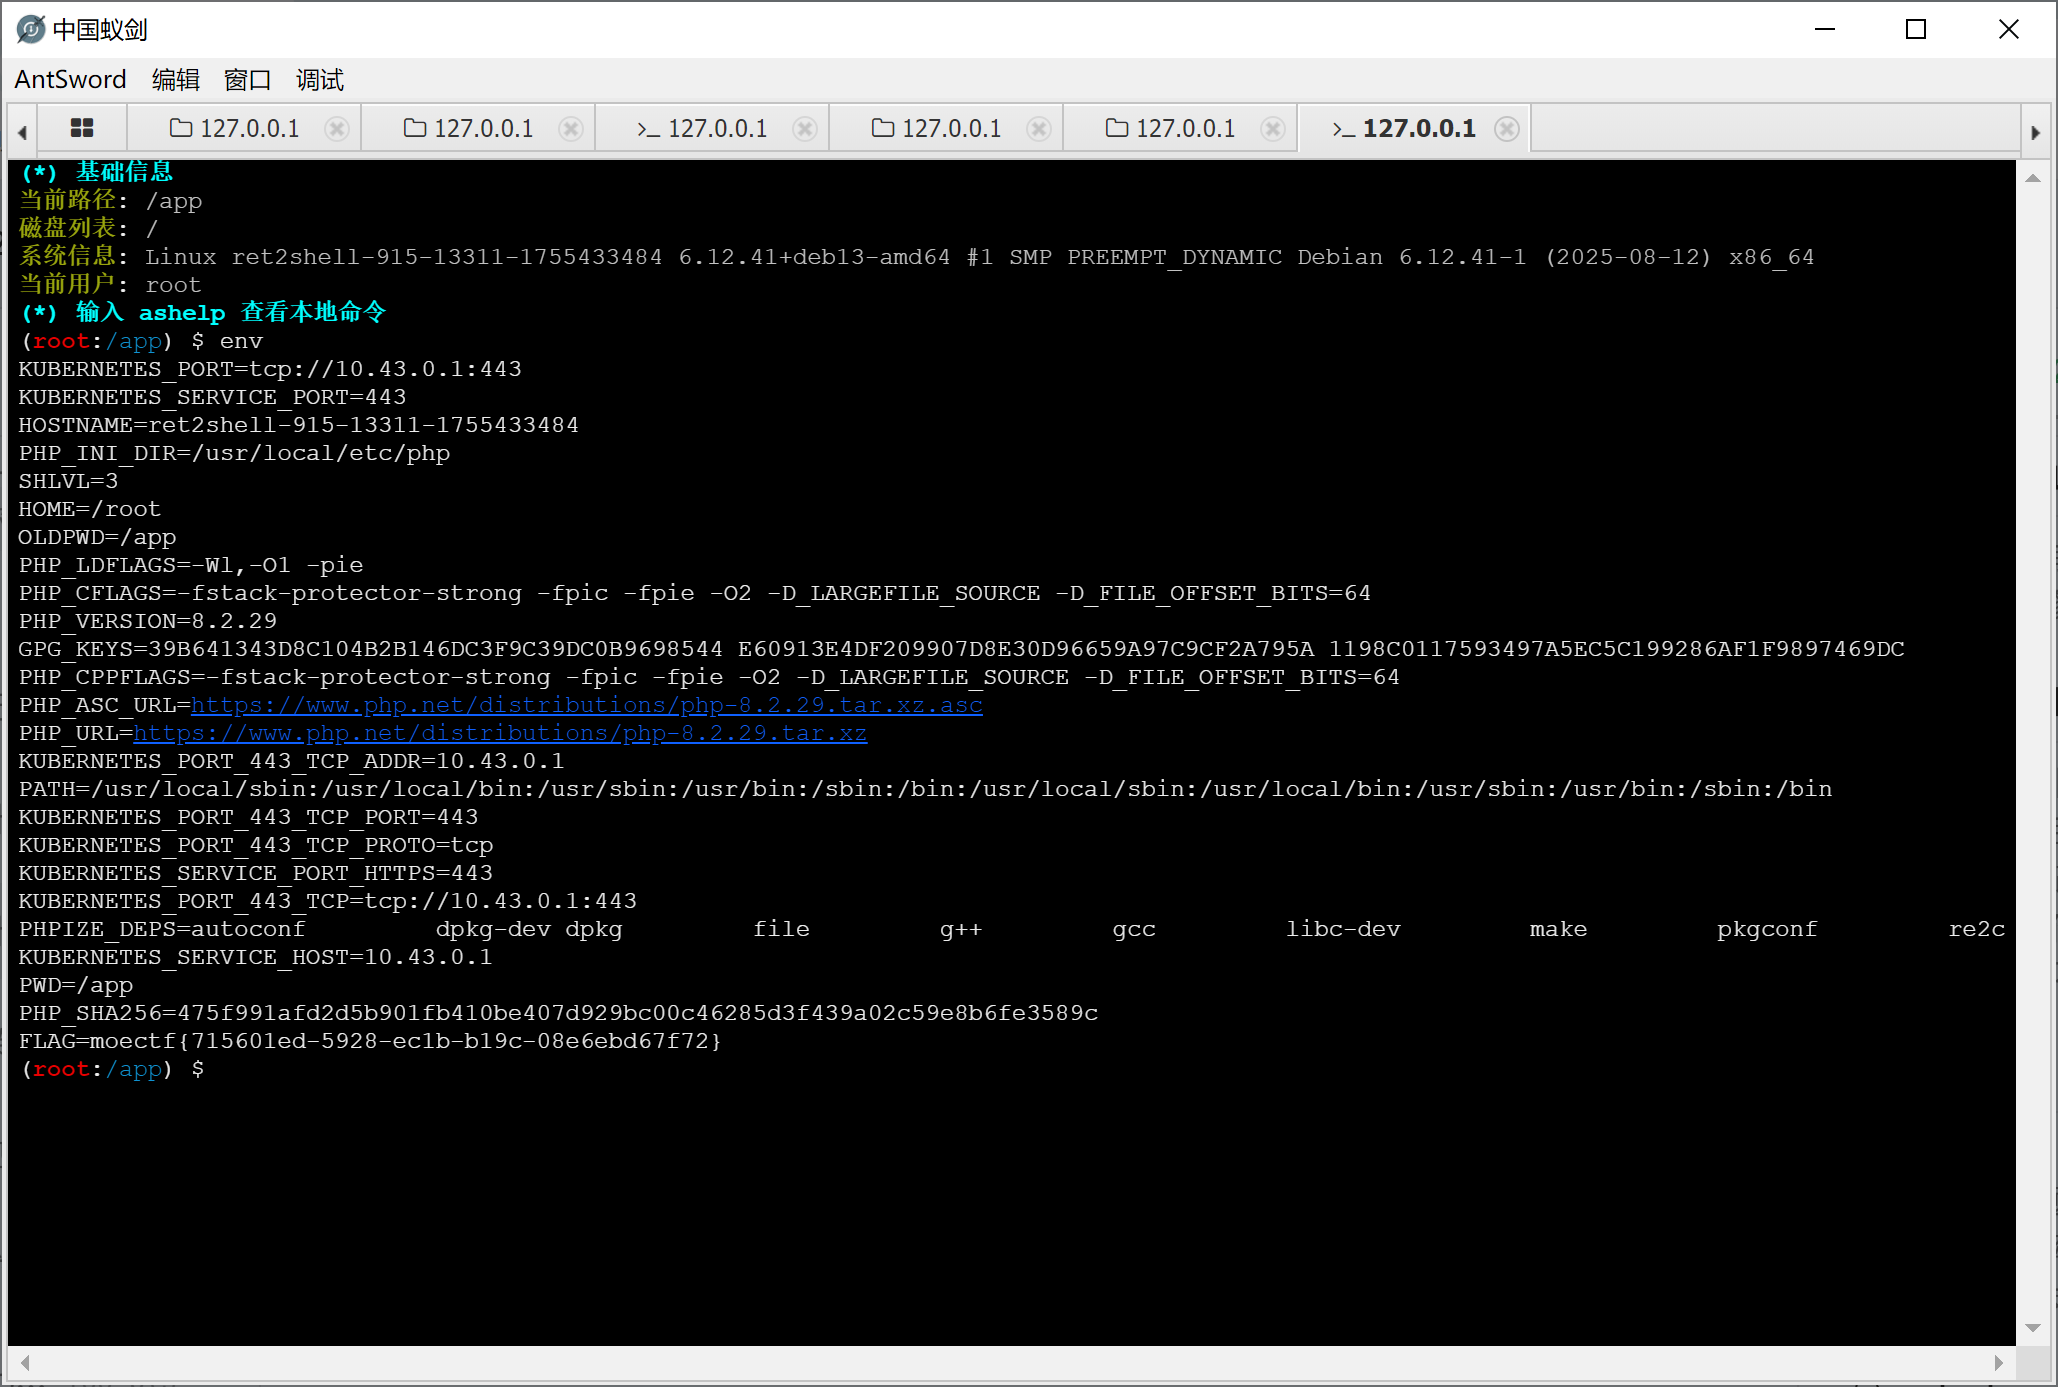 中国蚁剑
AntSword 编辑 窗口 调试
127.0.0.1 127.0.0.1 >_ 127.0.0.1 127.0.0.1 127.0.0.1 >_ 127.0.0.1
(*) 基础信息
当前路径: /app
磁盘列表: /
系统信息: Linux ret2shell-915-13311-1755433484 6.12.41+deb13-amd64 #1 SMP PREEMPT_DYNAMIC Debian 6.12.41-1 (2025-08-12) x86_64
当前用户: root
(*) 输入 ashelp 查看本地命令
(root:/app) $ env
KUBERNETES_PORT=tcp://10.43.0.1:443
KUBERNETES_SERVICE_PORT=443
HOSTNAME=ret2shell-915-13311-1755433484
PHP_INI_DIR=/usr/local/etc/php
SHLVL=3
HOME=/root
OLDPWD=/app
PHP_LDFLAGS=-Wl,-O1 -pie
PHP_CFLAGS=-fstack-protector-strong -fpic -fpie -O2 -D_LARGEFILE_SOURCE -D_FILE_OFFSET_BITS=64
PHP_VERSION=8.2.29
GPG_KEYS=39B641343D8C104B2B146DC3F9C39DC0B9698544 E60913E4DF209907D8E30D96659A97C9CF2A795A 1198C0117593497A5EC5C199286AF1F9897469DC
PHP_CPPFLAGS=-fstack-protector-strong -fpic -fpie -O2 -D_LARGEFILE_SOURCE -D_FILE_OFFSET_BITS=64
PHP_ASC_URL=https://www.php.net/distributions/php-8.2.29.tar.xz.asc
PHP_URL=https://www.php.net/distributions/php-8.2.29.tar.xz
KUBERNETES_PORT_443_TCP_ADDR=10.43.0.1
PATH=/usr/local/sbin:/usr/local/bin:/usr/sbin:/usr/bin:/sbin:/bin:/usr/local/sbin:/usr/local/bin:/usr/sbin:/usr/bin:/sbin:/bin
KUBERNETES_PORT_443_TCP_PORT=443
KUBERNETES_PORT_443_TCP_PROTO=tcp
KUBERNETES_SERVICE_PORT_HTTPS=443
KUBERNETES_PORT_443_TCP=tcp://10.43.0.1:443
PHPIZE_DEPS=autoconf dpkg-dev dpkg file g++ gcc libc-dev make pkgconf re2c
KUBERNETES_SERVICE_HOST=10.43.0.1
PWD=/app
PHP_SHA256=475f991afd2d5b901fb410be407d929bc00c46285d3f439a02c59e8b6fe3589c
FLAG=moectf{715601ed-5928-ec1b-b19c-08e6ebd67f72}
(root:/app) $